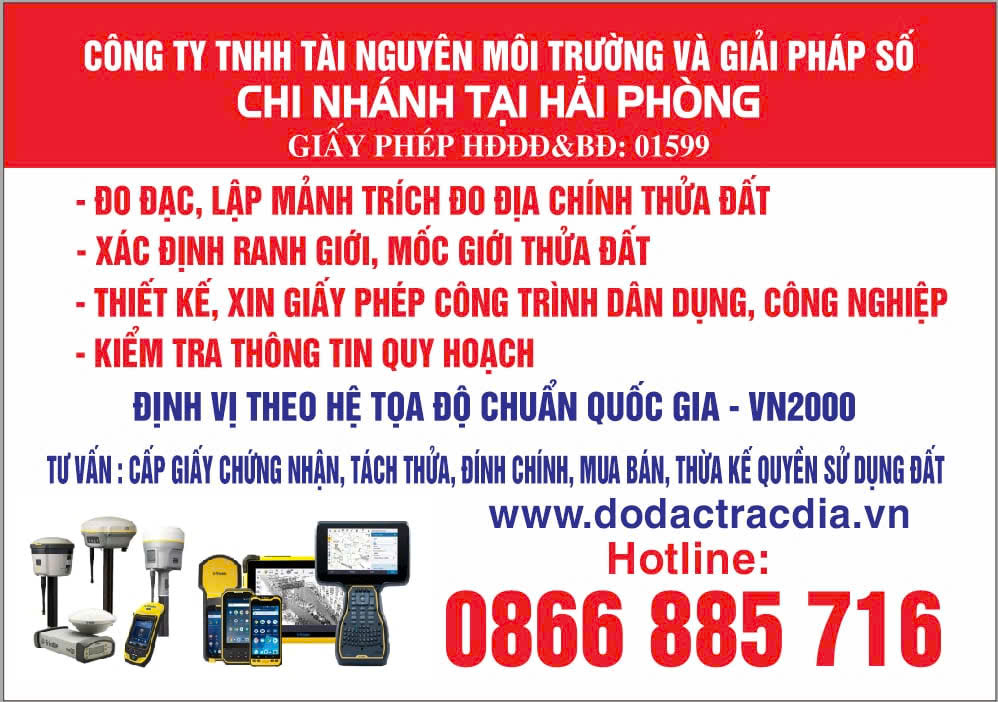 CÔNG TY TNHH TÀI NGUYÊN MÔI TRƯỜNG VÀ GIẢI PHÁP SỐ
CHI NHÁNH TẠI HẢI PHÒNG
GIẤY PHÉP HĐĐĐ&BĐ: 01599
- ĐO ĐẠC, LẬP MẢNH TRÍCH ĐO ĐỊA CHÍNH THỬA ĐẤT
- XÁC ĐỊNH RANH GIỚI, MỐC GIỚI THỬA ĐẤT
- THIẾT KẾ, XIN GIẤY PHÉP CÔNG TRÌNH DÂN DỤNG, CÔNG NGHIỆP
- KIỂM TRA THÔNG TIN QUY HOẠCH
ĐỊNH VỊ THEO HỆ TỌA ĐỘ CHUẨN QUỐC GIA - VN2000
TƯ VẤN : CẤP GIẤY CHỨNG NHẬN, TÁCH THỬA, ĐÍNH CHÍNH, MUA BÁN, THỪA KẾ QUYỀN SỬ DỤNG ĐẤT
www.dodactracdia.vn
Hotline:
0866 885 716